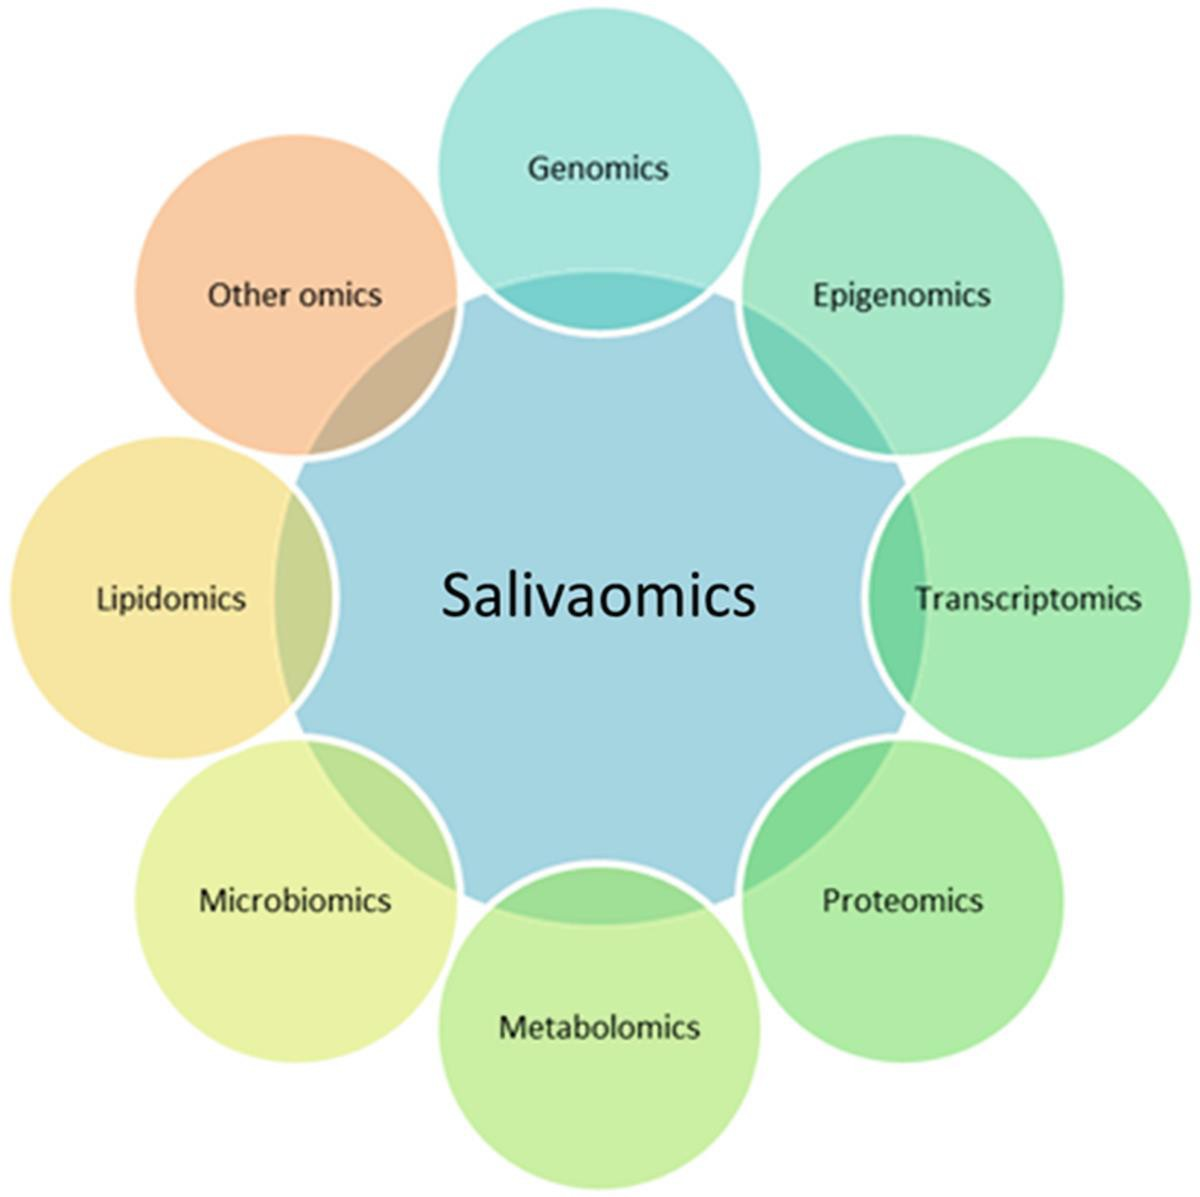 Genomics
Other omics
Epigenomics
Lipidomics
Salivaomics
Transcriptomics
Microbiomics
Proteomics
Metabolomics